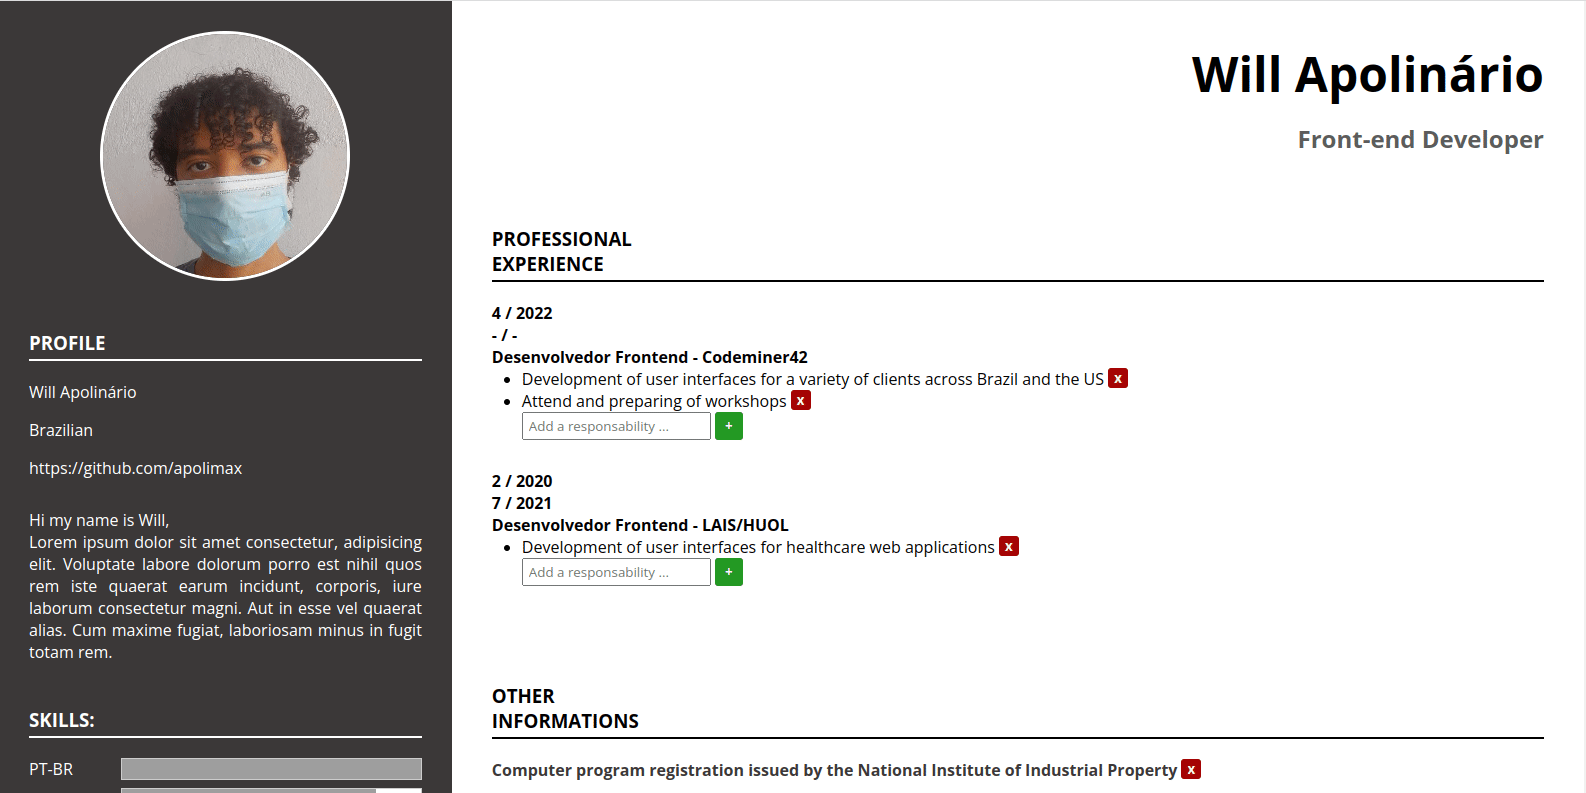 PROFILE
Will Apolinário
Brazilian
https://github.com/apolimax
Hi my name is Will,
Lorem ipsum dolor sit amet consectetur, adipisicing
elit. Voluptate labore dolorum porro est nihil quos
rem iste quaerat earum incidunt, corporis, iure
laborum consectetur magni. Aut in esse vel quaerat
alias. Cum maxime fugiat, laboriosam minus in fugit
totam rem.
SKILLS:
PT-BR
Will Apolinário
Front-end Developer
PROFESSIONAL
EXPERIENCE
4 / 2022
- / -
Desenvolvedor Frontend - Codeminer42
Development of user interfaces for a variety of clients across Brazil and the US x
Attend and preparing of workshops x
Add a responsability ... +
2 / 2020
7 / 2021
Desenvolvedor Frontend - LAIS/HUOL
Development of user interfaces for healthcare web applications x
Add a responsability ... +
OTHER
INFORMATIONS
Computer program registration issued by the National Institute of Industrial Property x